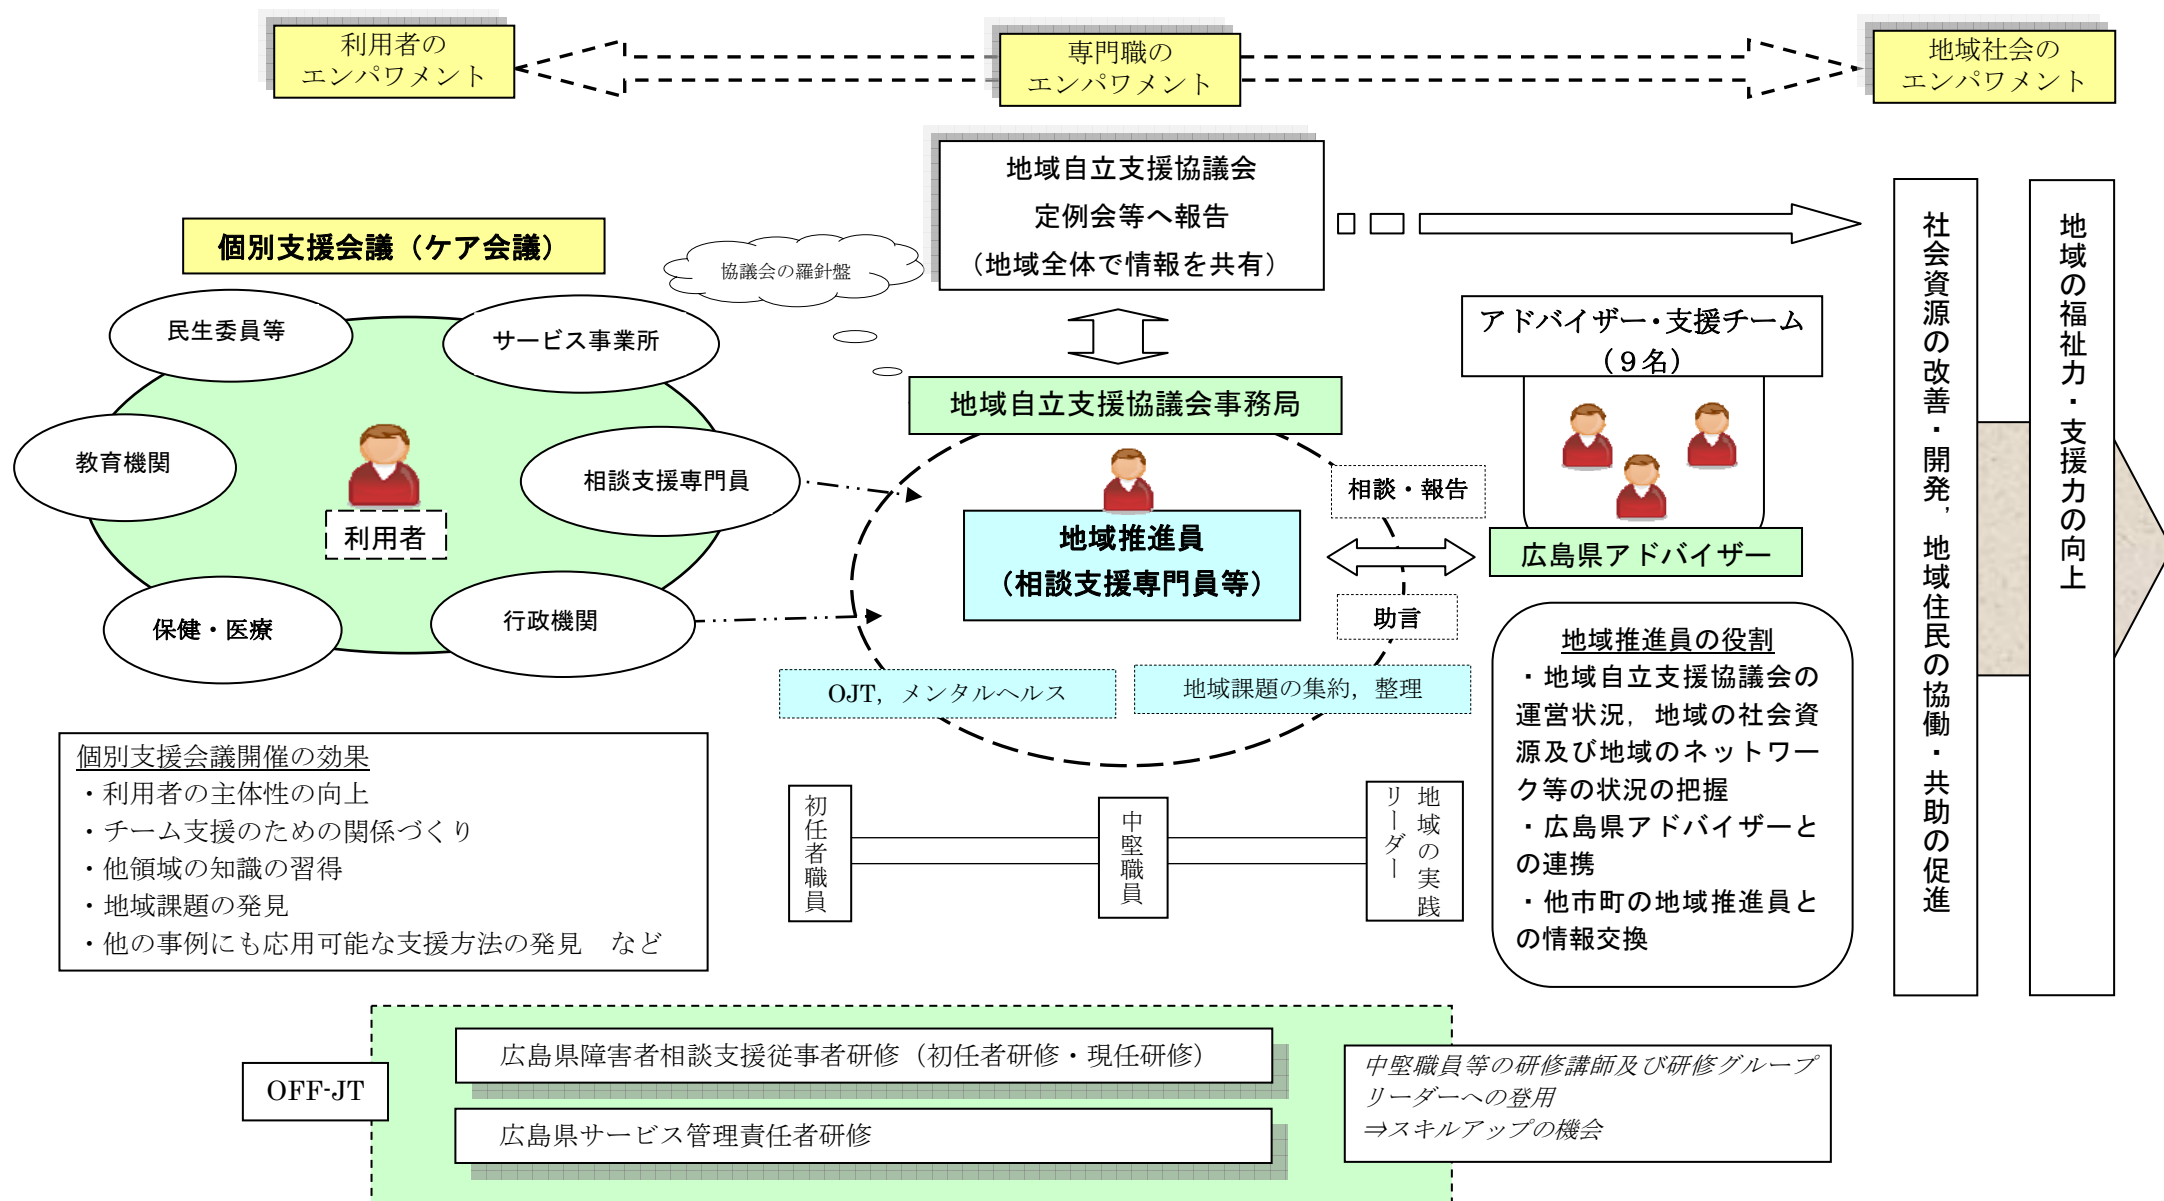 利用者の
エンパワメント
専門職の
エンパワメント
地域社会の
エンパワメント
地域自立支援協議会
定例会等へ報告
（地域全体で情報を共有）
個別支援会議（ケア会議）
協議会の羅針盤
民生委員等
サービス事業所
教育機関
相談支援専門員
利用者
保健・医療
行政機関
地域自立支援協議会事務局
地域推進員
（相談支援専門員等）
相談・報告
助言
OJT，メンタルヘルス
地域課題の集約，整理
アドバイザー・支援チーム
（９名）
広島県アドバイザー
地域推進員の役割
・地域自立支援協議会の
運営状況，地域の社会資
源及び地域のネットワー
ク等の状況の把握
・広島県アドバイザーと
の連携
・他市町の地域推進員と
の情報交換
社会資源の改善・開発，地域住民の協働・共助の促進
地域の福祉力・支援力の向上
個別支援会議開催の効果
・利用者の主体性の向上
・チーム支援のための関係づくり
・他領域の知識の習得
・地域課題の発見
・他の事例にも応用可能な支援方法の発見　など
初任者職員
中堅職員
地域の実践
リーダー
OFF-JT
広島県障害者相談支援従事者研修（初任者研修・現任研修）
広島県サービス管理責任者研修
中堅職員等の研修講師及び研修グループ
リーダーへの登用
⇒スキルアップの機会